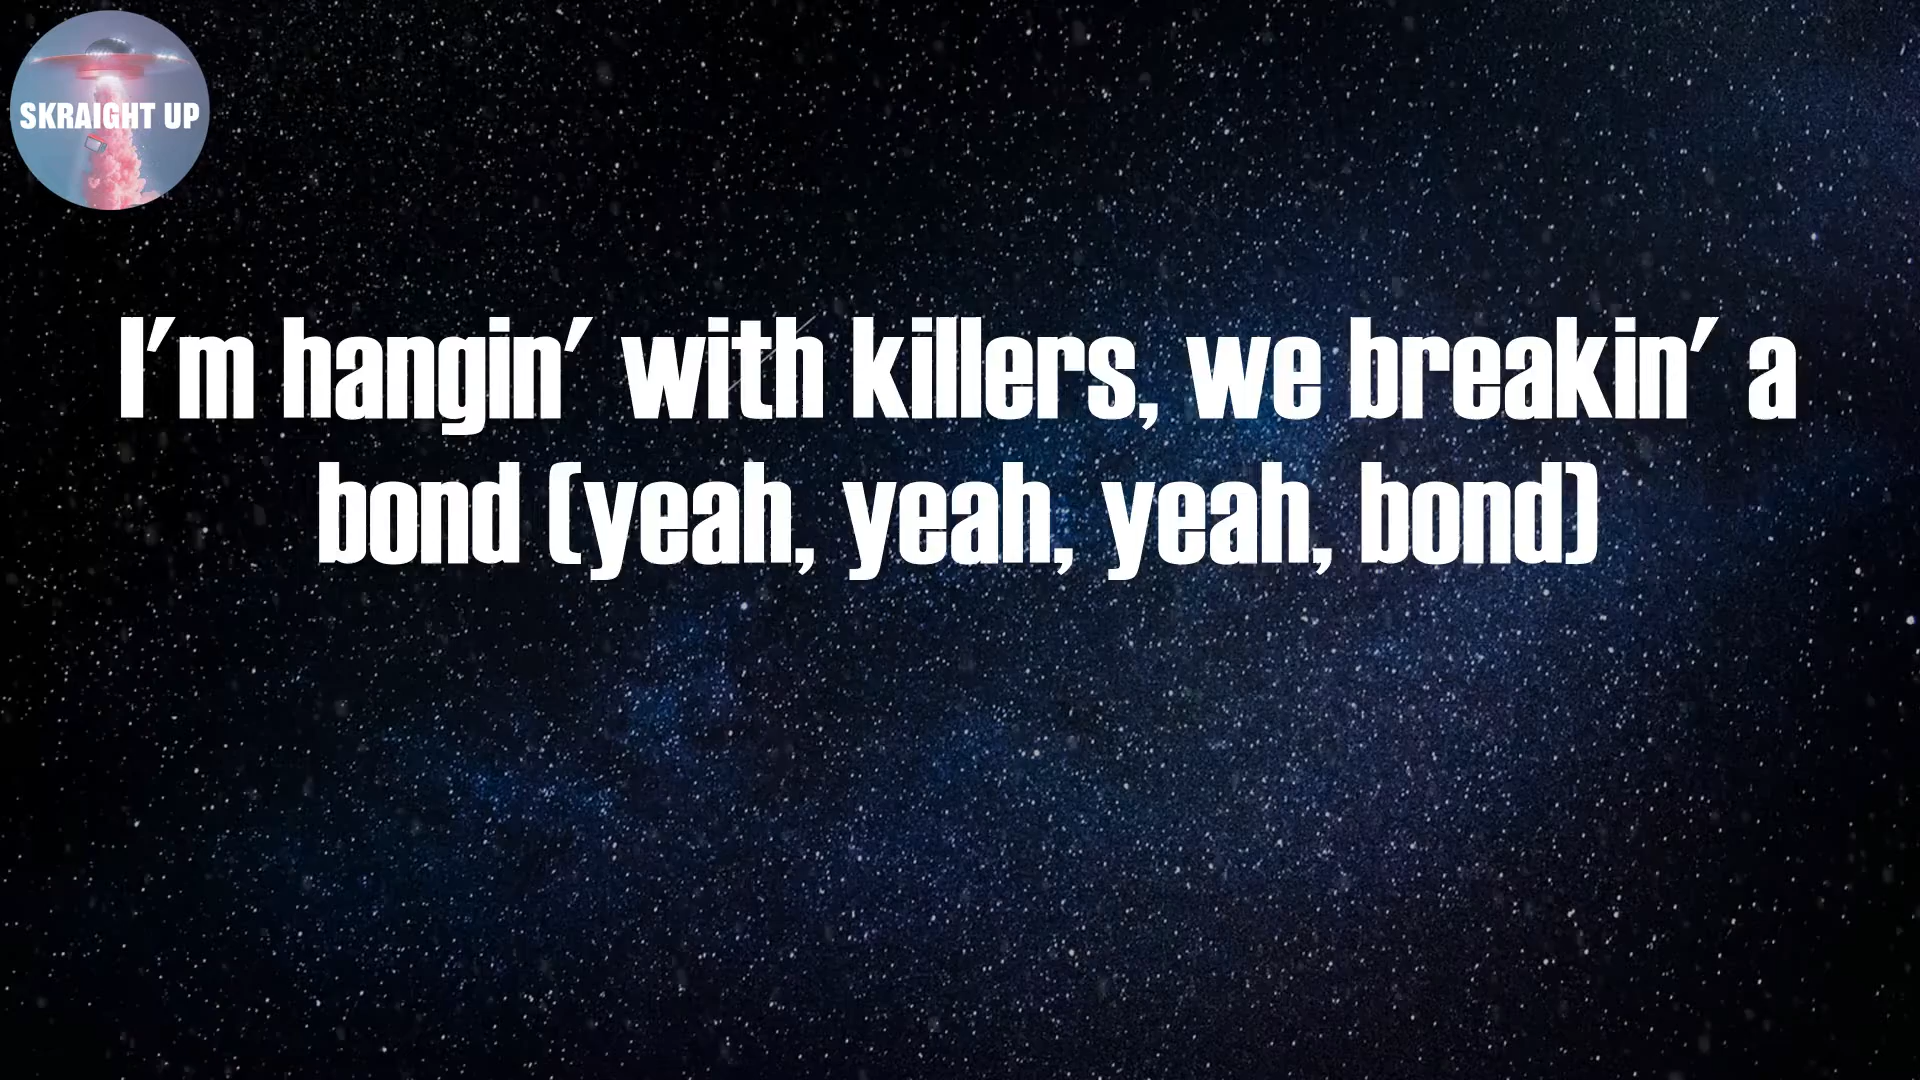 SKRAIGHT UP
I'm hangin' with killers, we breakin' a
bond (yeah, yeah, yeah, bond)